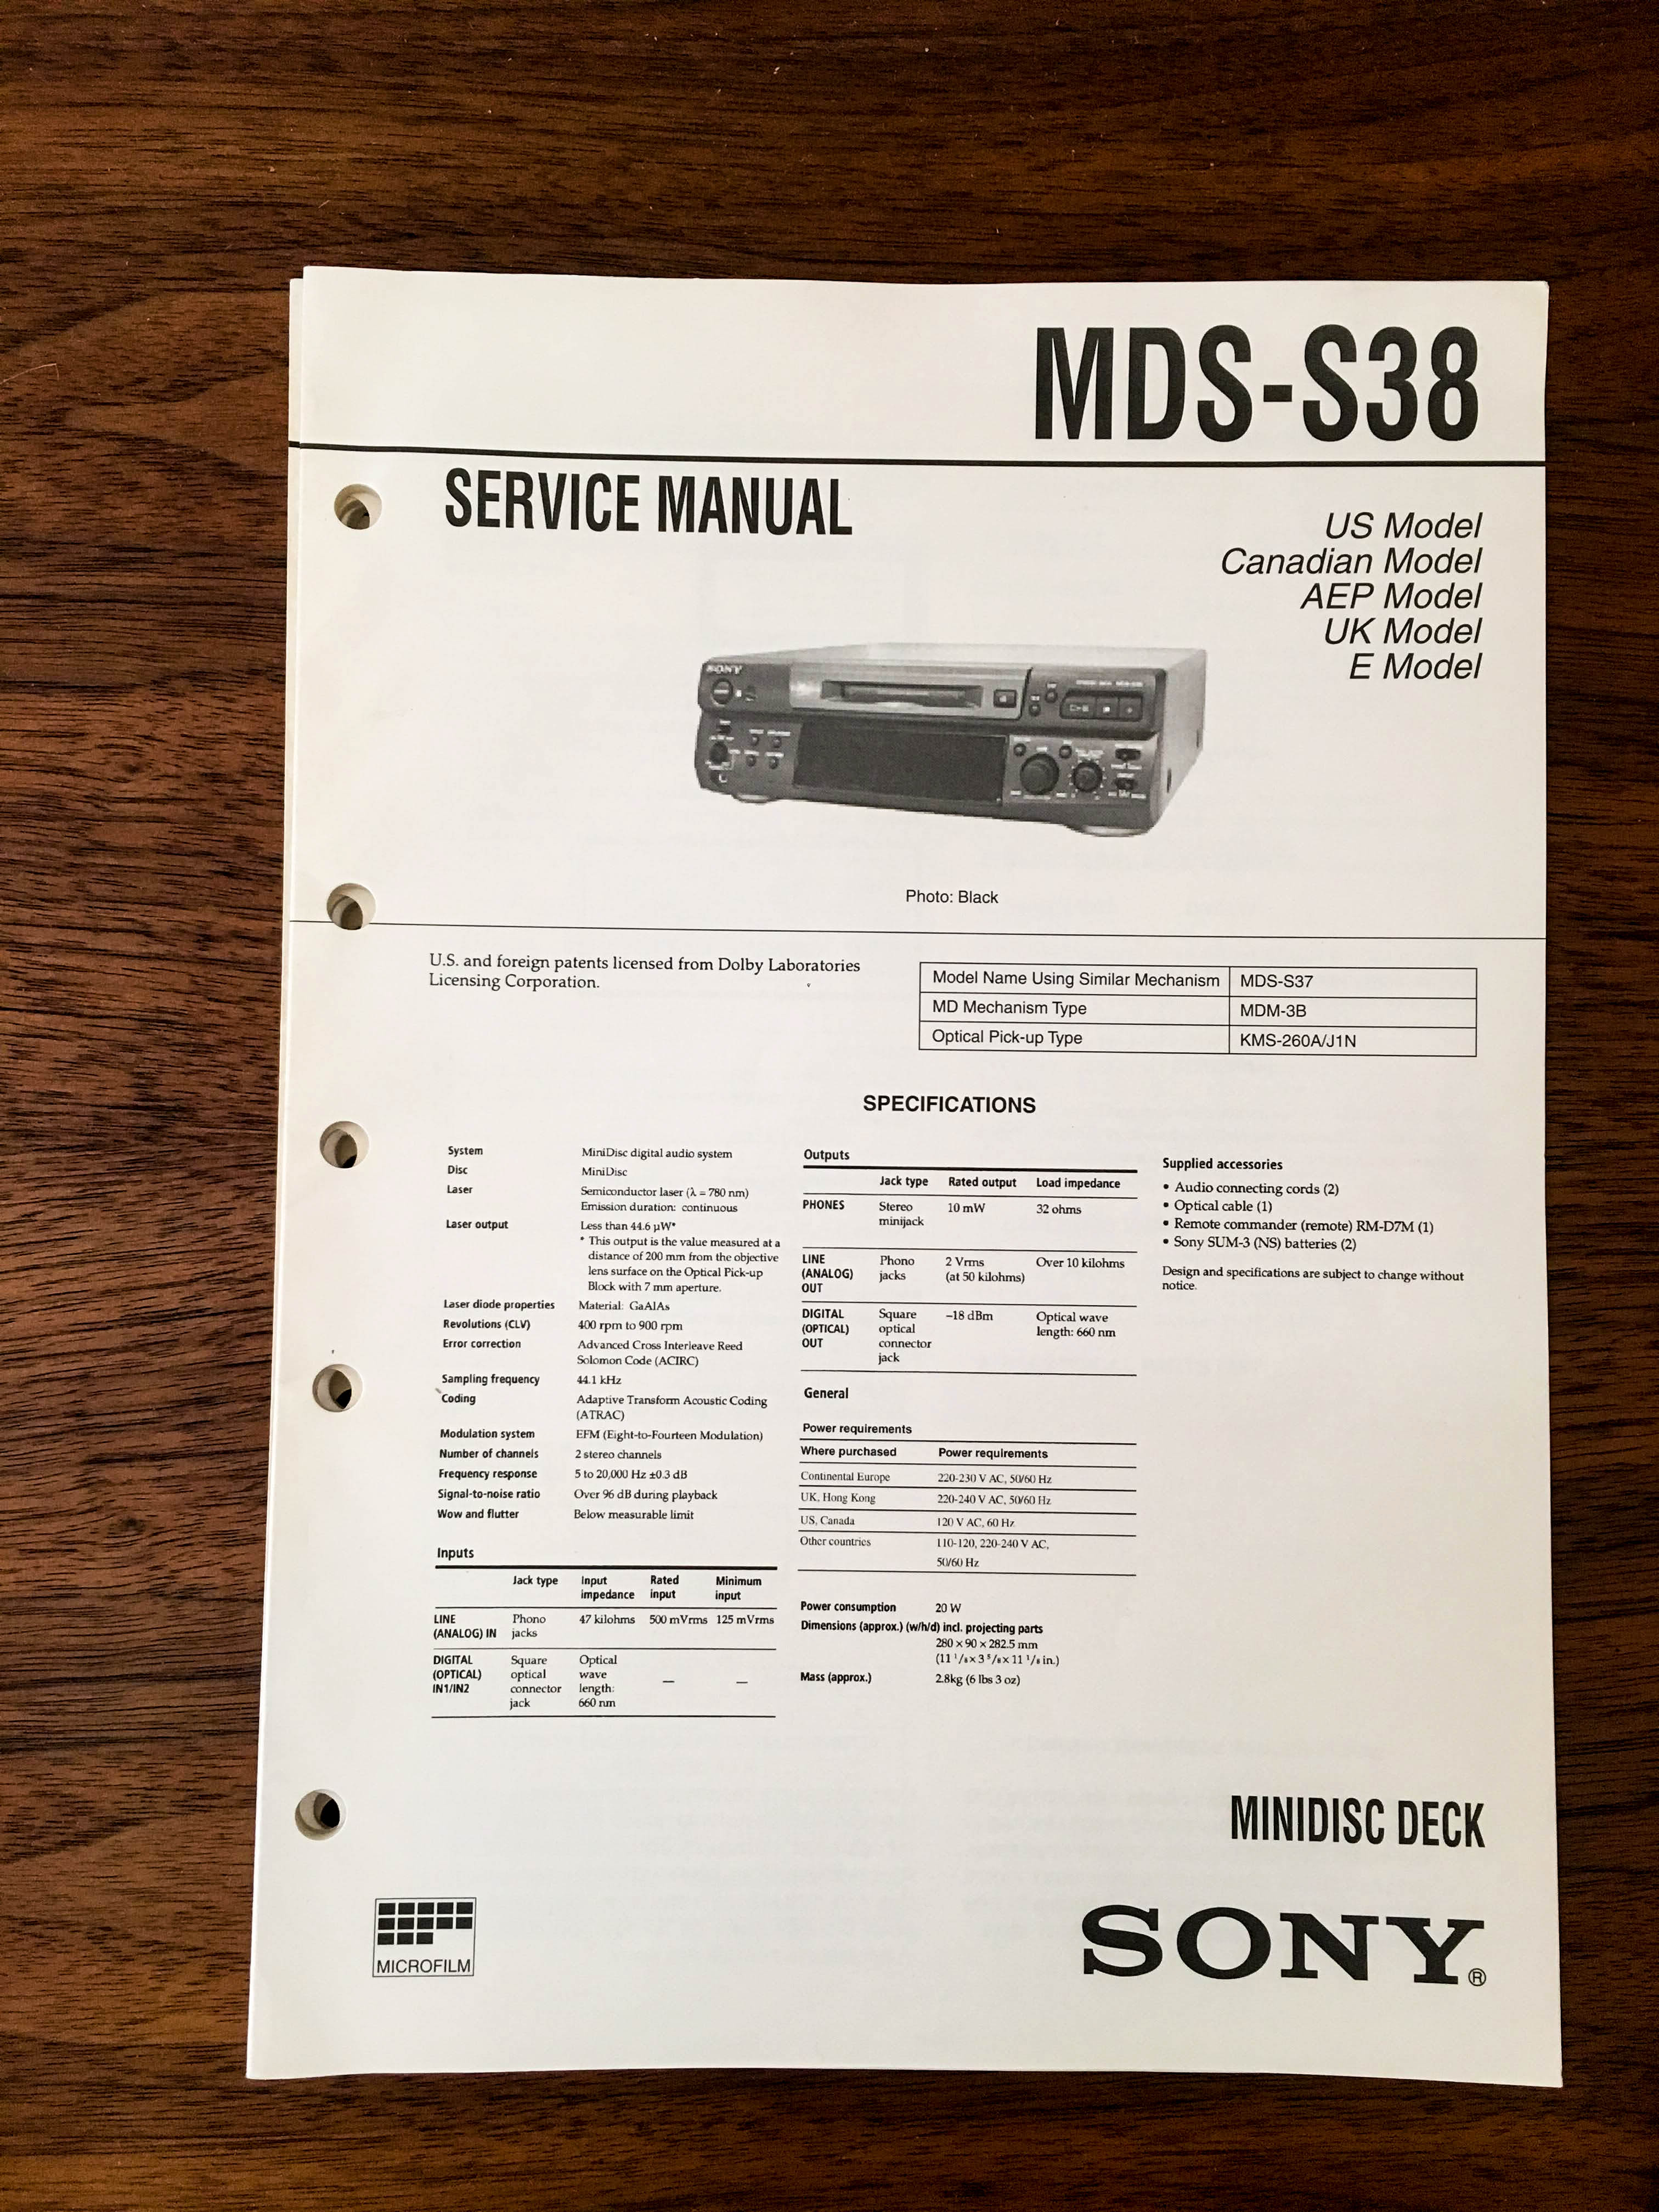 MDS-S38
SERVICE MANUAL
US Model
Canadian Model
AEP Model
UK Model
E Model
SONY
Photo: Black
U.S. and foreign patents licensed from Dolby Laboratories
Licensing Corporation.
Model Name Using Similar Mechanism MDS-S37
MD Mechanism Type MDM-3B
Optical Pick-up Type KMS-260A/J1N
SPECIFICATIONS
System MiniDisc digital audio system
Disc MiniDisc
Laser Semiconductor laser (λ = 780 nm)
Emission duration: continuous
Laser output Less than 44.6 µW*
* This output is the value measured at a
distance of 200 mm from the objective
lens surface on the Optical Pick-up
Block with 7 mm aperture.
Laser diode properties Material: GaAlAs
Revolutions (CLV) 400 rpm to 900 rpm
Error correction Advanced Cross Interleave Reed
Solomon Code (ACIRC)
Sampling frequency 44.1 kHz
Coding Adaptive Transform Acoustic Coding
(ATRAC)
Modulation system EFM (Eight-to-Fourteen Modulation)
Number of channels 2 stereo channels
Frequency response 5 to 20,000 Hz ±0.3 dB
Signal-to-noise ratio Over 96 dB during playback
Wow and flutter Below measurable limit
Inputs
Jack type Input Rated Minimum
impedance input input
LINE Phono 47 kilohms 500 mVrms 125 mVrms
(ANALOG) IN jacks
DIGITAL Square Optical
(OPTICAL) optical wave
IN1/IN2 connector length: — —
jack 660 nm
Outputs
Jack type Rated output Load impedance
PHONES Stereo 10 mW 32 ohms
minijack
LINE Phono 2 Vrms Over 10 kilohms
(ANALOG) jacks (at 50 kilohms)
OUT
DIGITAL Square –18 dBm Optical wave
(OPTICAL) optical length: 660 nm
OUT connector
jack
General
Power requirements
Where purchased Power requirements
Continental Europe 220-230 V AC, 50/60 Hz
UK, Hong Kong 220-240 V AC, 50/60 Hz
US, Canada 120 V AC, 60 Hz
Other countries 110-120, 220-240 V AC,
50/60 Hz
Power consumption 20 W
Dimensions (approx.) (w/h/d) incl. projecting parts
280 × 90 × 282.5 mm
(11 1/8 × 3 5/8 × 11 1/8 in.)
Mass (approx.) 2.8kg (6 lbs 3 oz)
Supplied accessories
• Audio connecting cords (2)
• Optical cable (1)
• Remote commander (remote) RM-D7M (1)
• Sony SUM-3 (NS) batteries (2)
Design and specifications are subject to change without
notice.
MINIDISC DECK
MICROFILM
SONY®